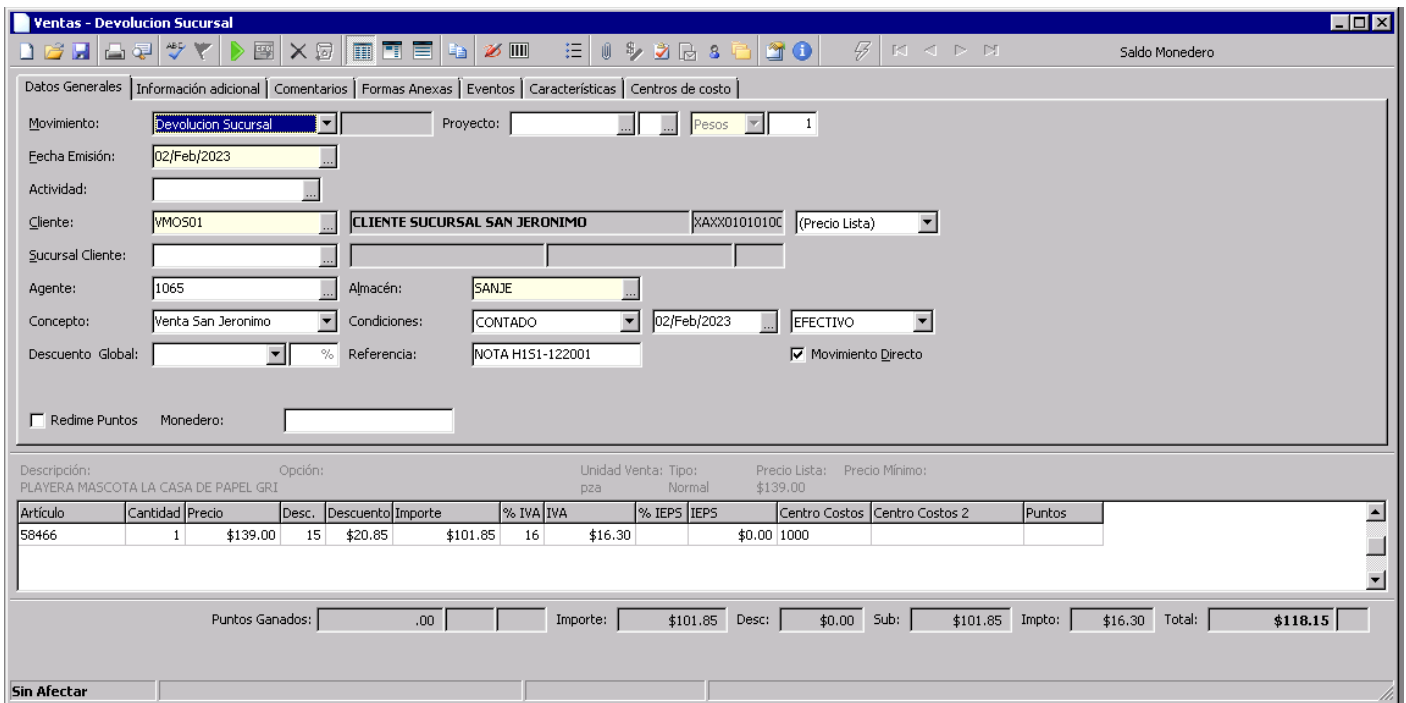 Ventas - Devolucion Sucursal
Saldo Monedero
Datos Generales Información adicional Comentarios Formas Anexas Eventos Características Centros de costo
Movimiento: Devolucion Sucursal Proyecto: ... ... Pesos 1
Fecha Emisión: 02/Feb/2023 ...
Actividad: ...
Cliente: VMOS01 ... CLIENTE SUCURSAL SAN JERONIMO XAXX01010100 (Precio Lista)
Sucursal Cliente: ...
Agente: 1065 ... Almacén: SANJE ...
Concepto: Venta San Jeronimo Condiciones: CONTADO 02/Feb/2023 ... EFECTIVO
Descuento Global: % Referencia: NOTA H1S1-122001 Movimiento Directo
Redime Puntos Monedero:
Descripción: Opción: Unidad Venta: Tipo: Precio Lista: Precio Mínimo:
PLAYERA MASCOTA LA CASA DE PAPEL GRI pza Normal $139.00
Artículo Cantidad Precio Desc. Descuento Importe % IVA IVA % IEPS IEPS Centro Costos Centro Costos 2 Puntos
58466 1 $139.00 15 $20.85 $101.85 16 $16.30 $0.00 1000
Puntos Ganados: .00 Importe: $101.85 Desc: $0.00 Sub: $101.85 Impto: $16.30 Total: $118.15
Sin Afectar